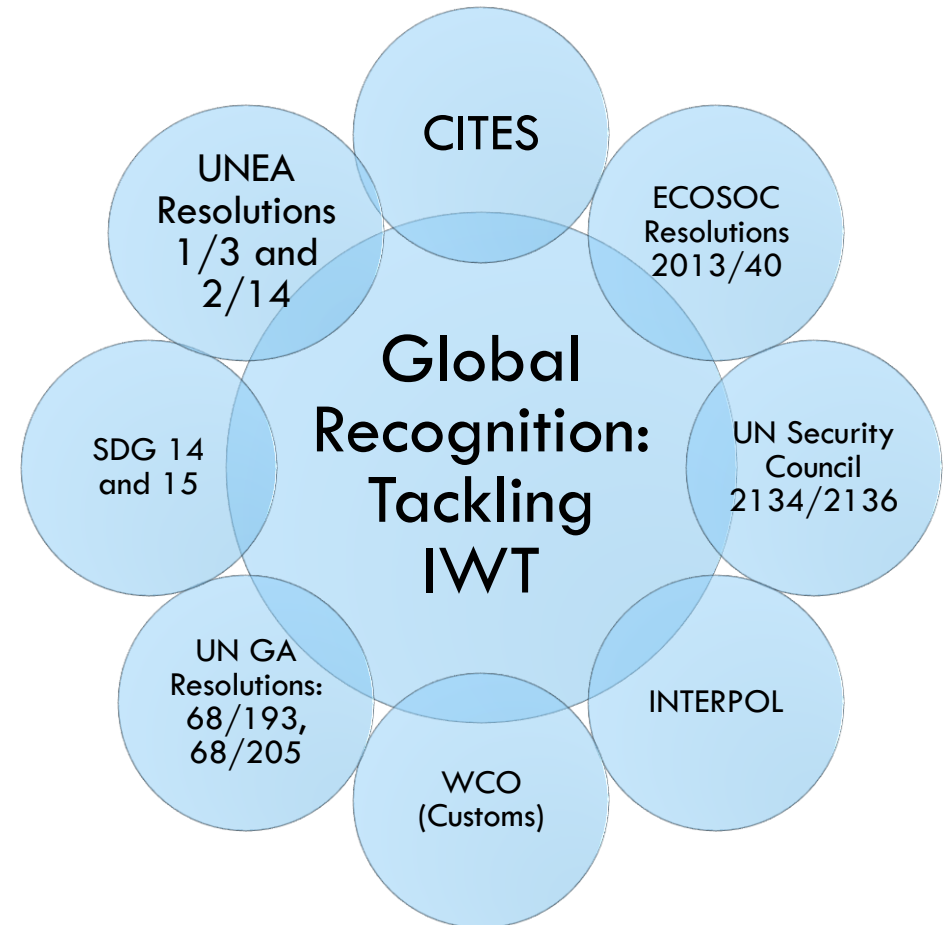 CITES
ECOSOC
Resolutions
2013/40
UN Security
Council
2134/2136
INTERPOL
WCO
(Customs)
UN GA
Resolutions:
68/193,
68/205
SDG 14
and 15
UNEA
Resolutions
1/3 and
2/14
Global
Recognition:
Tackling
IWT